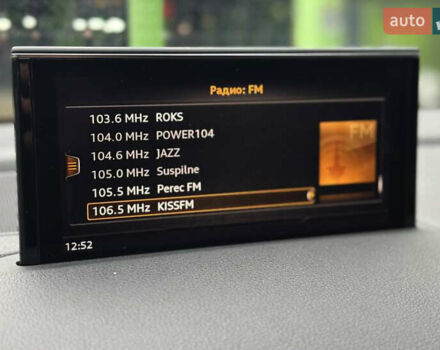 auto
Радио: FM
103.6 MHz ROKS
104.0 MHz POWER104
104.6 MHz JAZZ
105.0 MHz Suspilne
105.5 MHz Perec FM
106.5 MHz KISSFM
FM
12:52